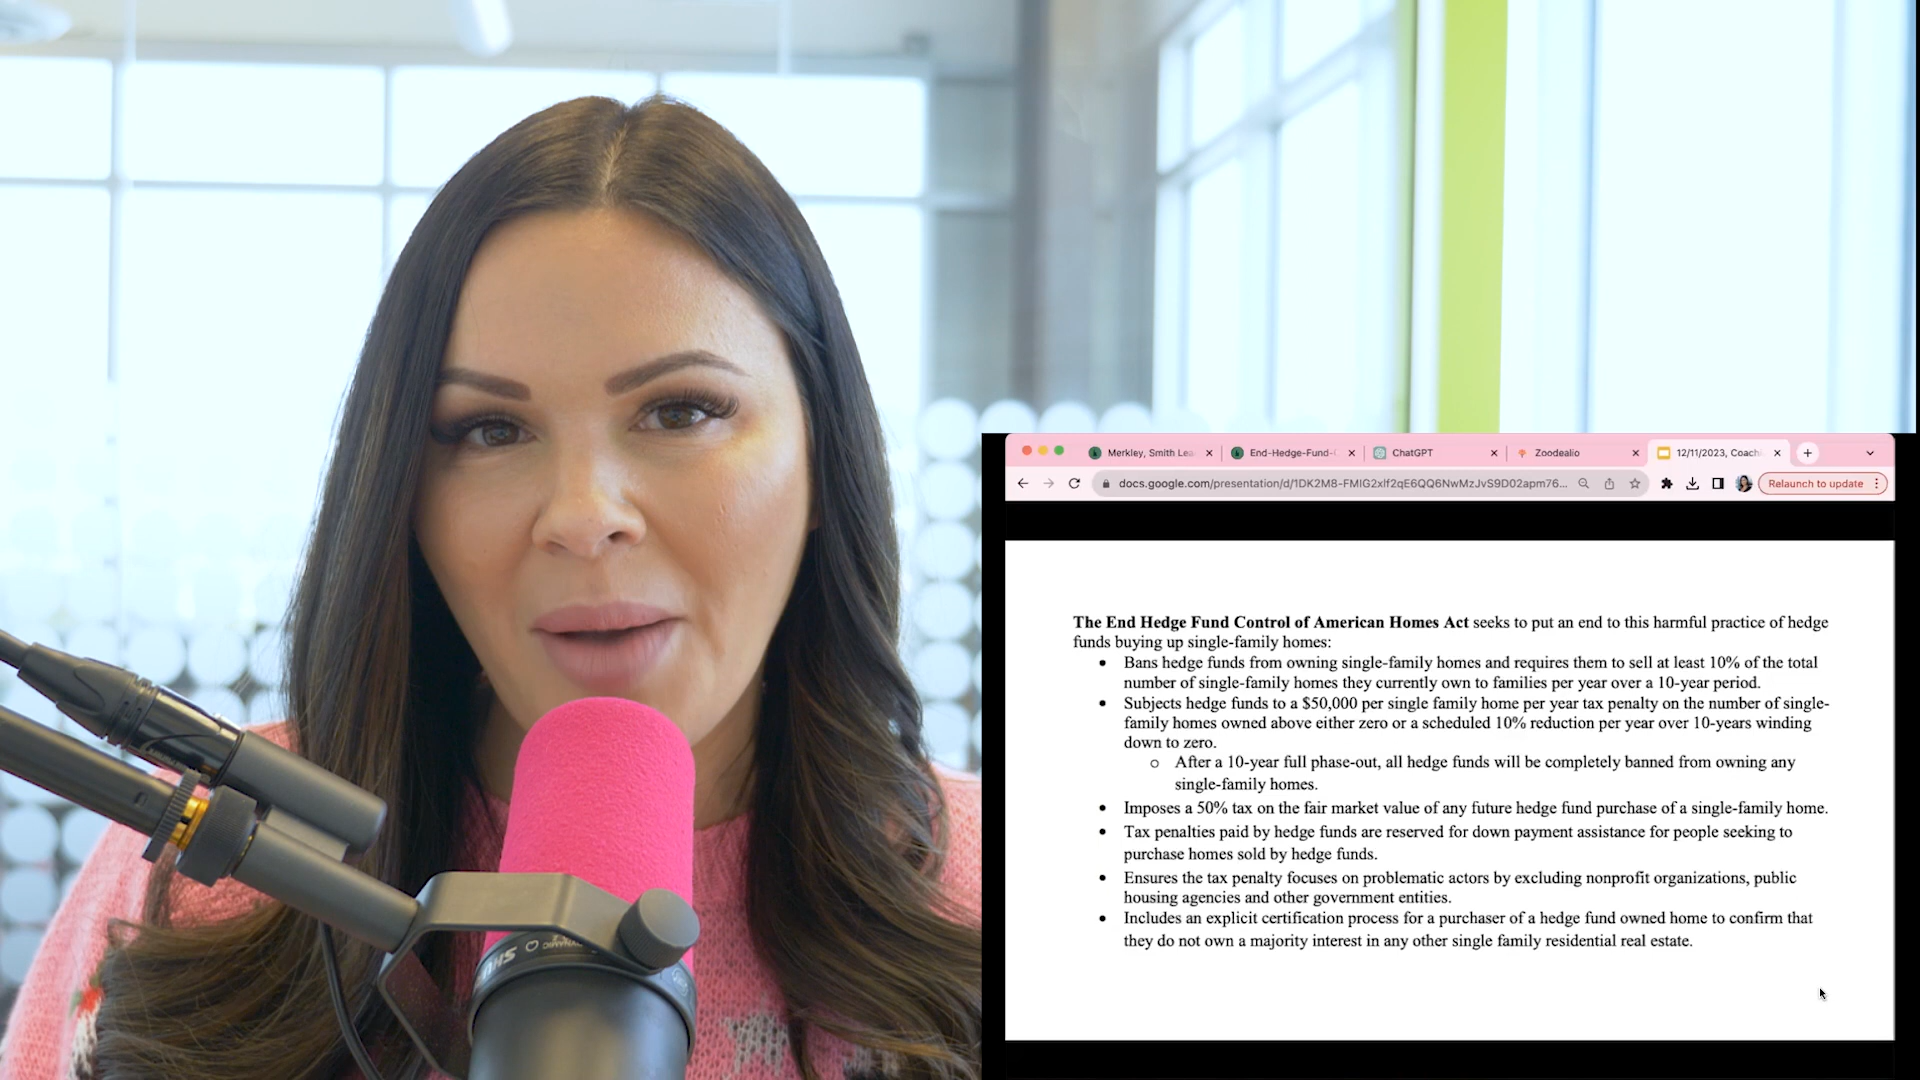 Merkley, Smith Lea
End-Hedge-Fund-
ChatGPT
Zoodealio
12/11/2023, Coach
docs.google.com/presentation/d/1DK2M8-FMIG2xlf2qE6QQ6NwMzJvS9D02apm76...
Relaunch to update
The End Hedge Fund Control of American Homes Act seeks to put an end to this harmful practice of hedge
funds buying up single-family homes:
• Bans hedge funds from owning single-family homes and requires them to sell at least 10% of the total
number of single-family homes they currently own to families per year over a 10-year period.
• Subjects hedge funds to a $50,000 per single family home per year tax penalty on the number of single-
family homes owned above either zero or a scheduled 10% reduction per year over 10-years winding
down to zero.
o After a 10-year full phase-out, all hedge funds will be completely banned from owning any
single-family homes.
• Imposes a 50% tax on the fair market value of any future hedge fund purchase of a single-family home.
• Tax penalties paid by hedge funds are reserved for down payment assistance for people seeking to
purchase homes sold by hedge funds.
• Ensures the tax penalty focuses on problematic actors by excluding nonprofit organizations, public
housing agencies and other government entities.
• Includes an explicit certification process for a purchaser of a hedge fund owned home to confirm that
they do not own a majority interest in any other single family residential real estate.